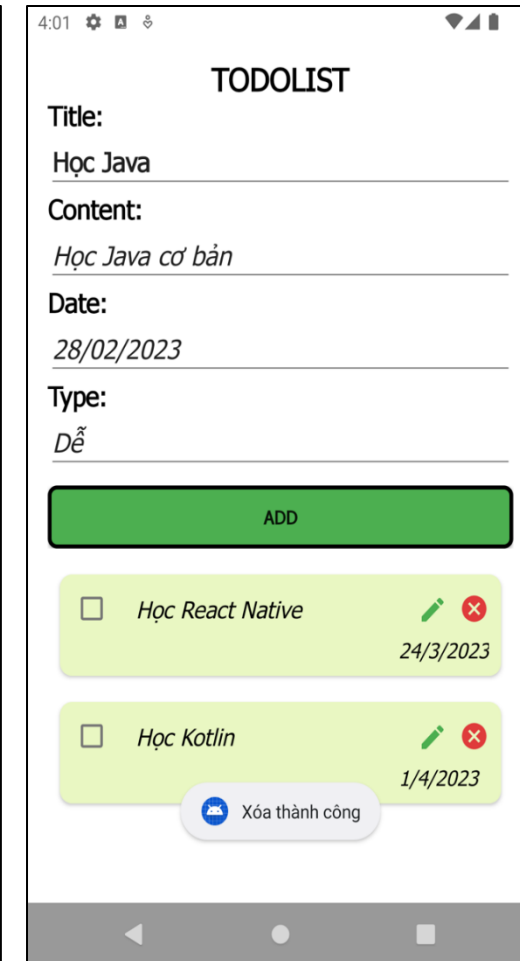 4:01
TODOLIST
Title:
Học Java
Content:
Học Java cơ bản
Date:
28/02/2023
Type:
Dễ
ADD
Học React Native
24/3/2023
Học Kotlin
1/4/2023
Xóa thành công